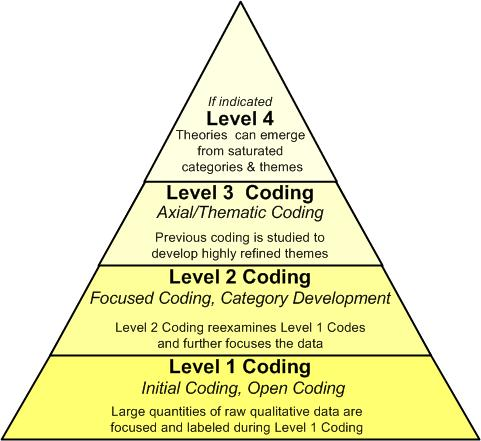 If indicated
Level 4
Theories can emerge
from saturated
categories & themes
Level 3 Coding
Axial/Thematic Coding
Previous coding is studied to
develop highly refined themes
Level 2 Coding
Focused Coding, Category Development
Level 2 Coding reexamines Level 1 Codes
and further focuses the data
Level 1 Coding
Initial Coding, Open Coding
Large quantities of raw qualitative data are
focused and labeled during Level 1 Coding